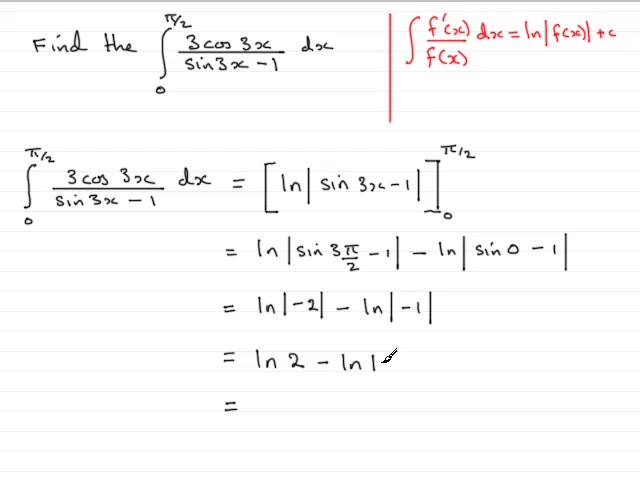 Find the ∫₀^(π/2) (3cos 3x)/(sin3x − 1) dx
∫ f'(x)/f(x) dx = ln|f(x)| + c
∫₀^(π/2) (3cos 3x)/(sin 3x − 1) dx = [ln|sin 3x − 1|]₀^(π/2)
= ln|sin 3π/2 − 1| − ln|sin 0 − 1|
= ln|−2| − ln|−1|
= ln 2 − ln 1
=